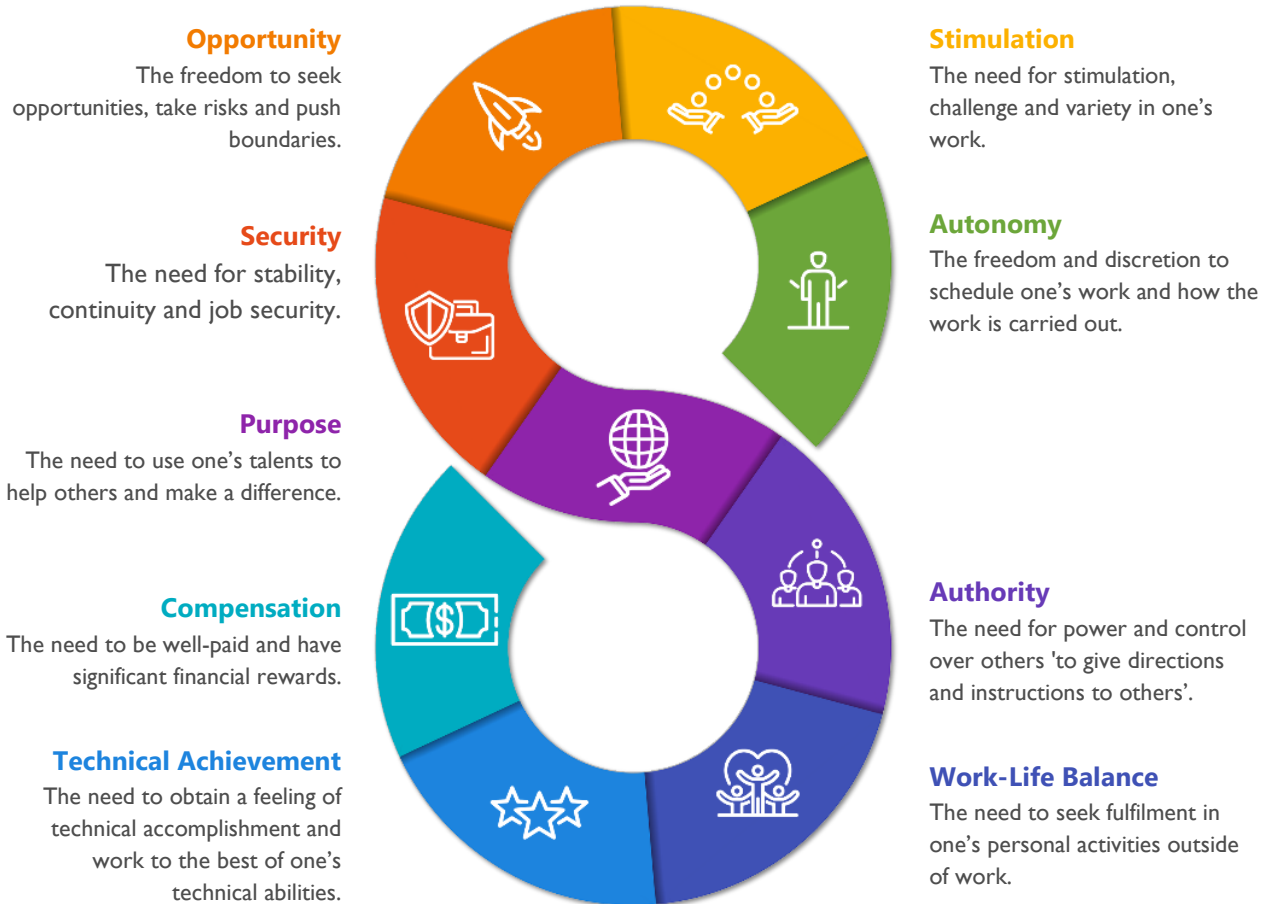 Opportunity
The freedom to seek
opportunities, take risks and push
boundaries.
Security
The need for stability,
continuity and job security.
Purpose
The need to use one’s talents to
help others and make a difference.
Compensation
The need to be well-paid and have
significant financial rewards.
Technical Achievement
The need to obtain a feeling of
technical accomplishment and
work to the best of one’s
technical abilities.
$
Stimulation
The need for stimulation,
challenge and variety in one’s
work.
Autonomy
The freedom and discretion to
schedule one’s work and how the
work is carried out.
Authority
The need for power and control
over others 'to give directions
and instructions to others’.
Work-Life Balance
The need to seek fulfilment in
one’s personal activities outside
of work.